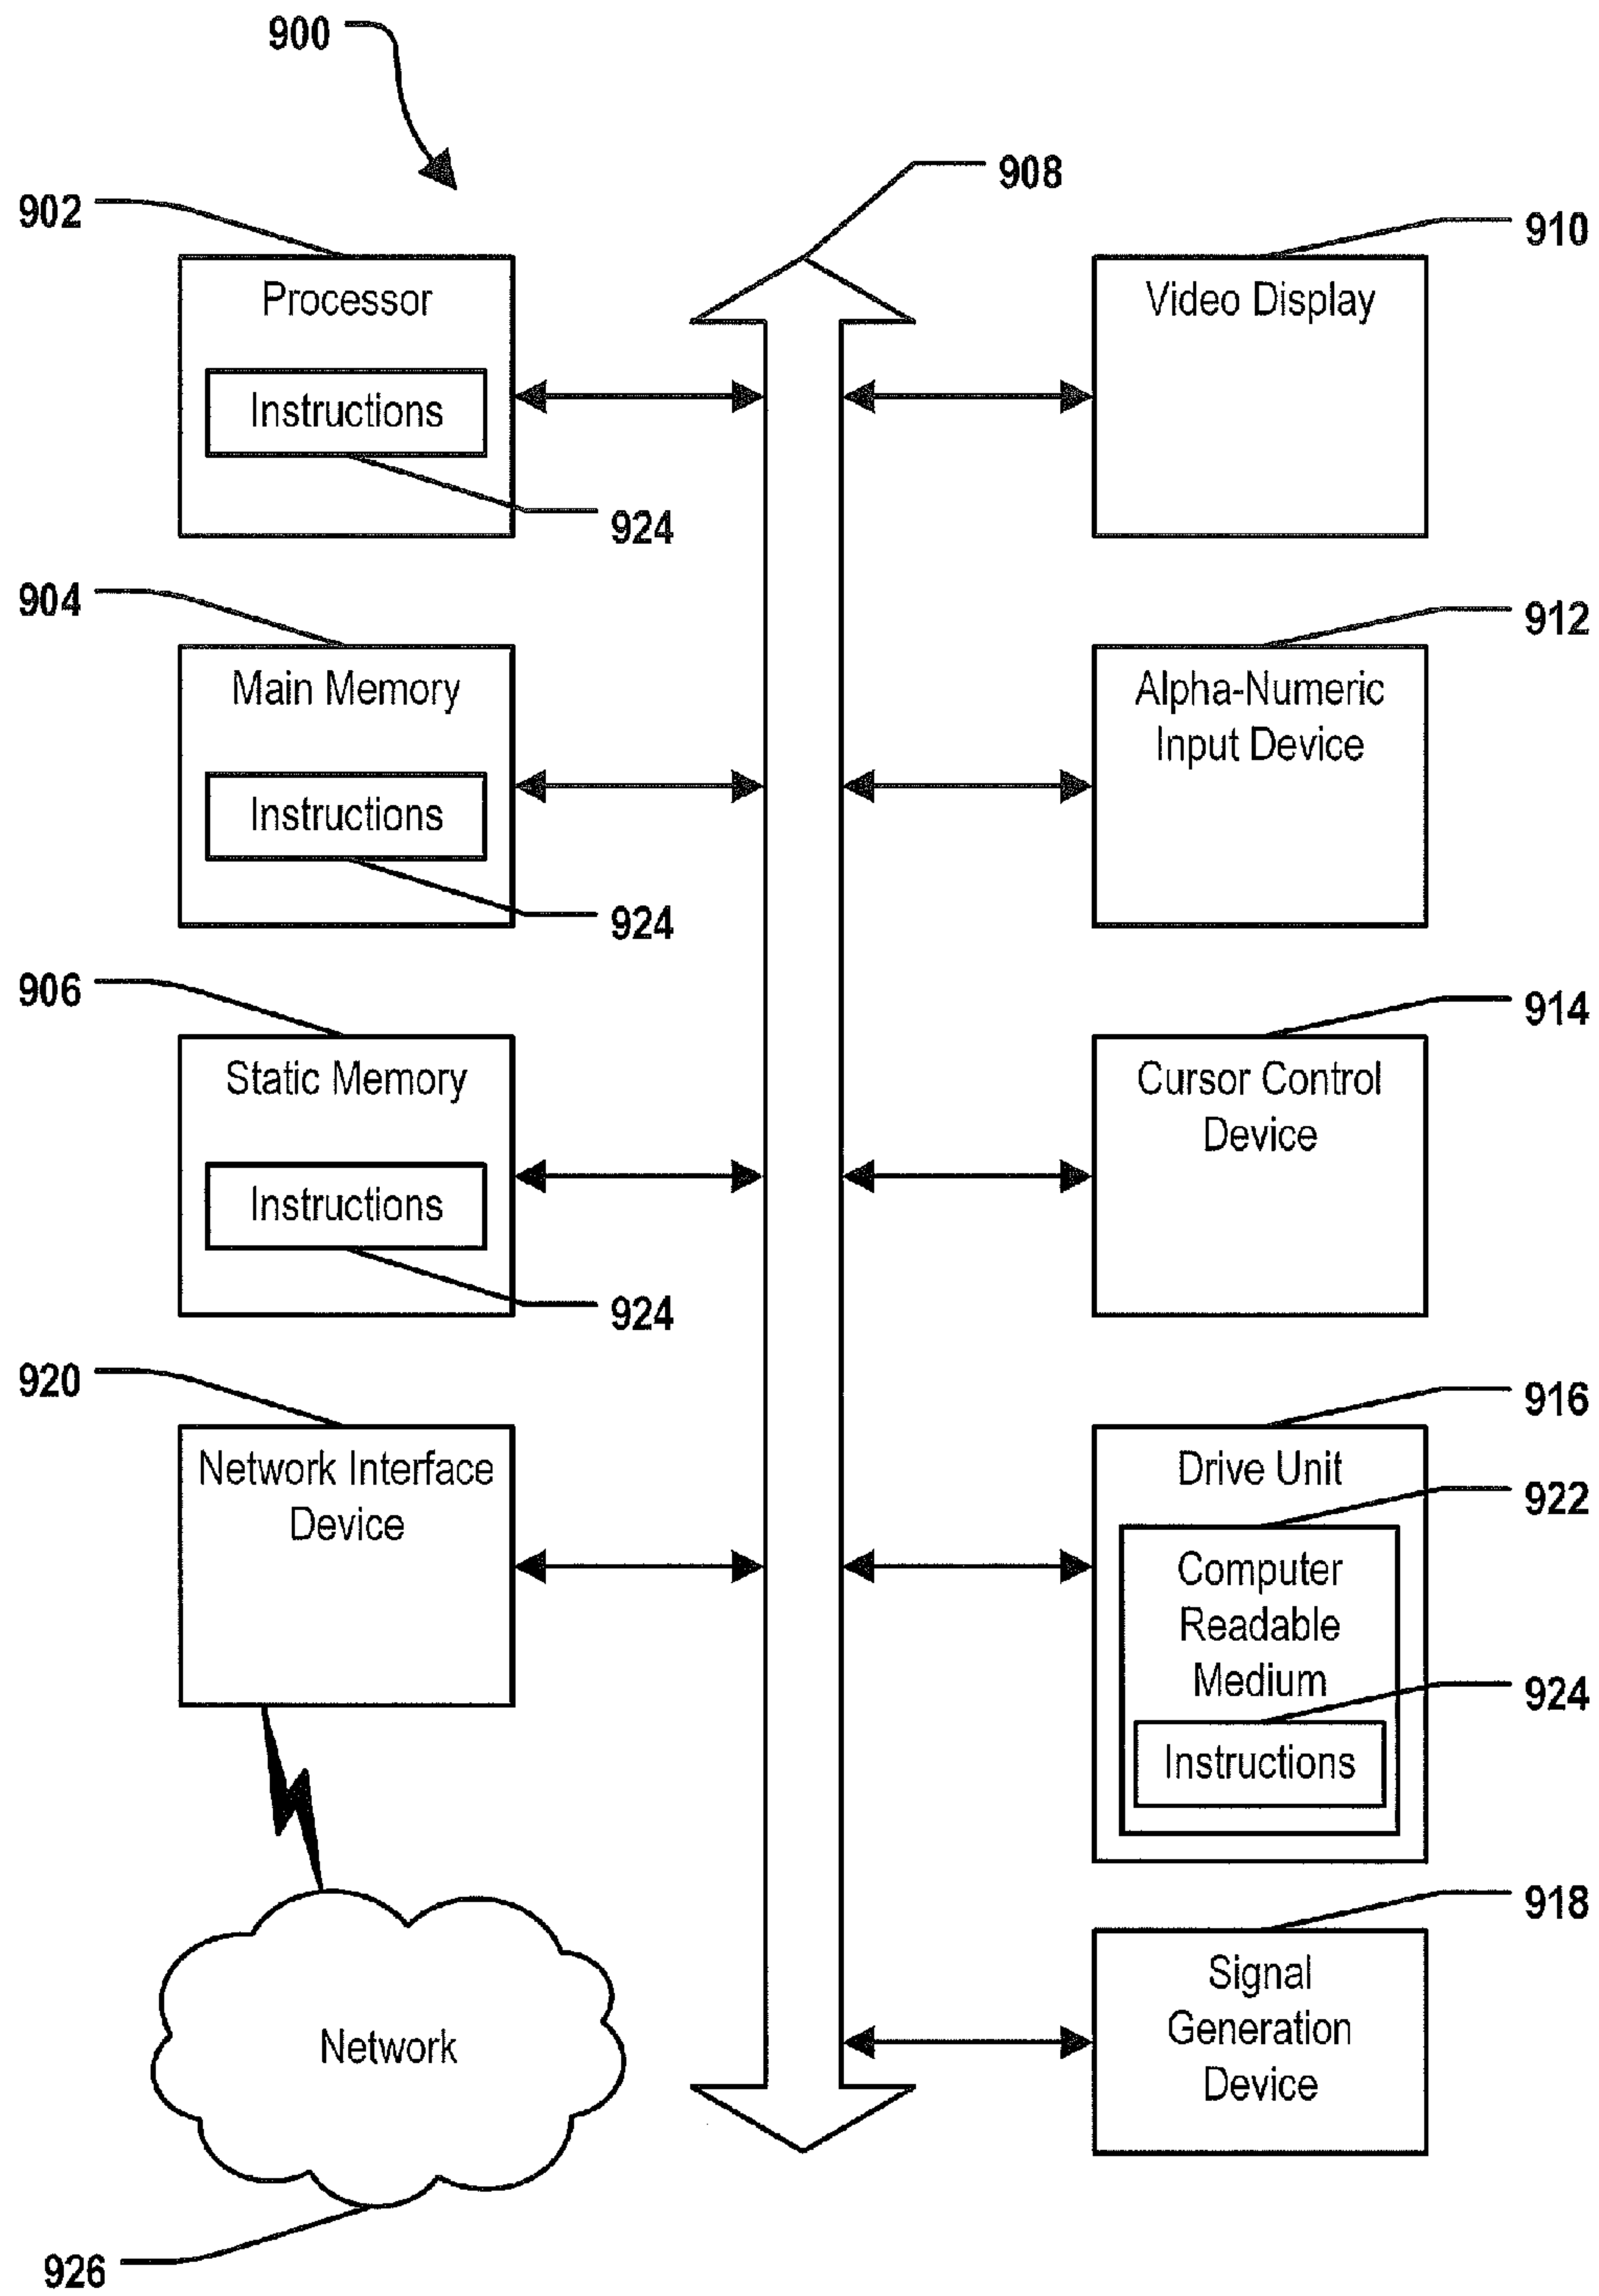 900
908
902
Processor
Instructions
924
910
Video Display
904
Main Memory
Instructions
924
912
Alpha-Numeric
Input Device
906
Static Memory
Instructions
924
914
Cursor Control
Device
920
Network Interface
Device
916
Drive Unit
922
Computer
Readable
Medium
924
Instructions
Network
926
918
Signal
Generation
Device